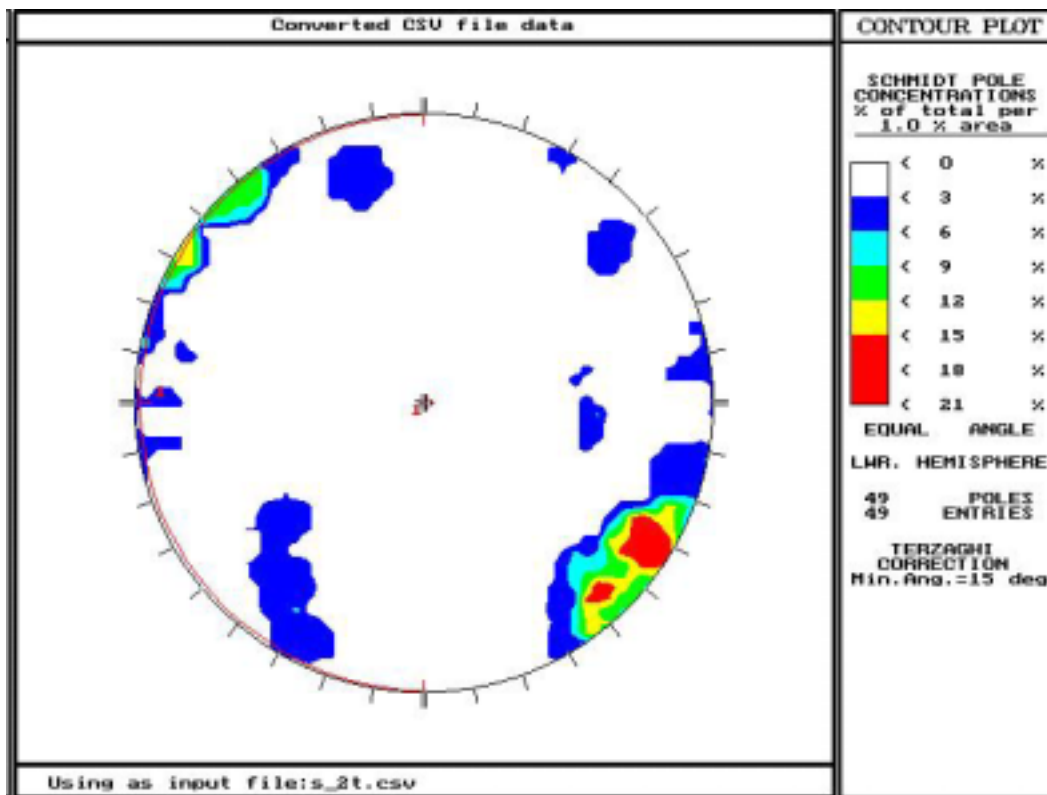 Converted CSV file data
CONTOUR PLOT
SCHMIDT POLE
CONCENTRATIONS
% of total per
1.0 % area
< 0 %
< 3 %
< 6 %
< 9 %
< 12 %
< 15 %
< 18 %
< 21 %
EQUAL ANGLE
LWR. HEMISPHERE
49 POLES
49 ENTRIES
TERZAGHI
CORRECTION
Min.Ang.=15 deg
Using as input file:s_2t.csv